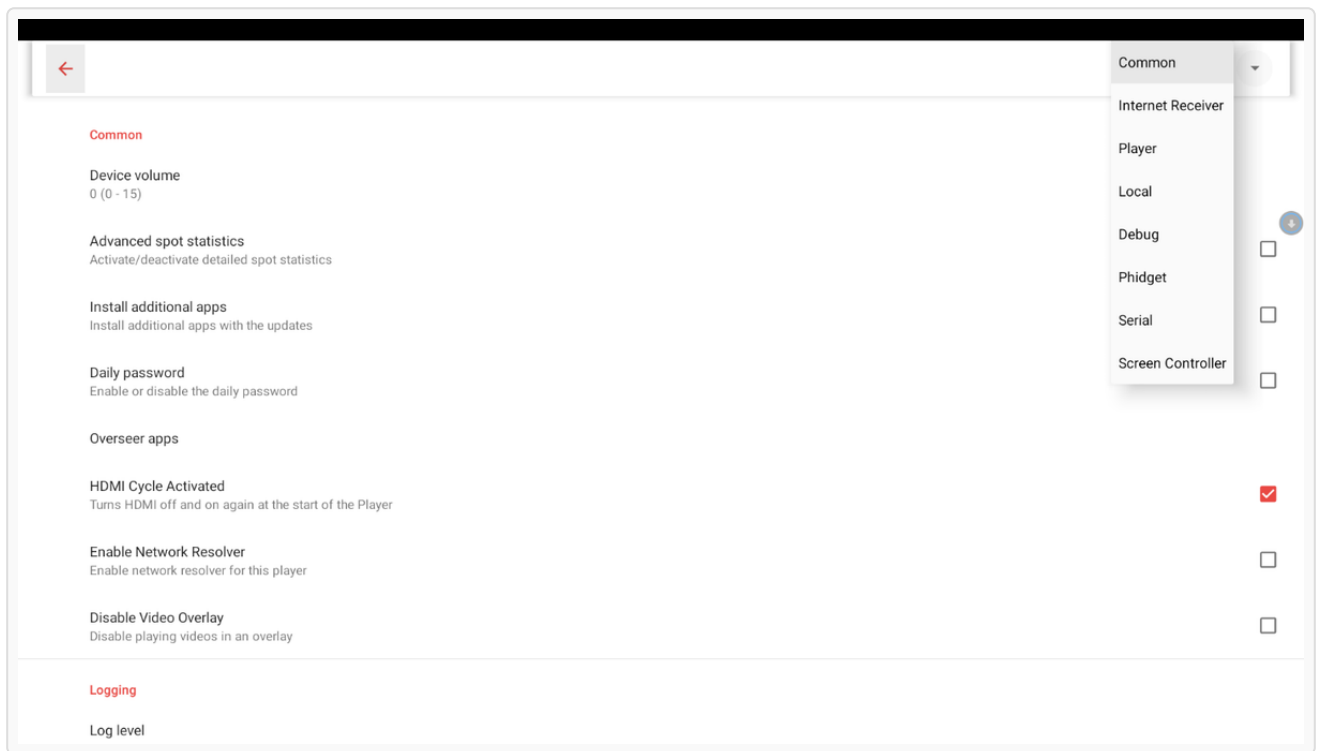 Common
Device volume
0 (0 - 15)
Advanced spot statistics
Activate/deactivate detailed spot statistics
Install additional apps
Install additional apps with the updates
Daily password
Enable or disable the daily password
Overseer apps
HDMI Cycle Activated
Turns HDMI off and on again at the start of the Player
Enable Network Resolver
Enable network resolver for this player
Disable Video Overlay
Disable playing videos in an overlay
Logging
Log level
Common
Internet Receiver
Player
Local
Debug
Phidget
Serial
Screen Controller